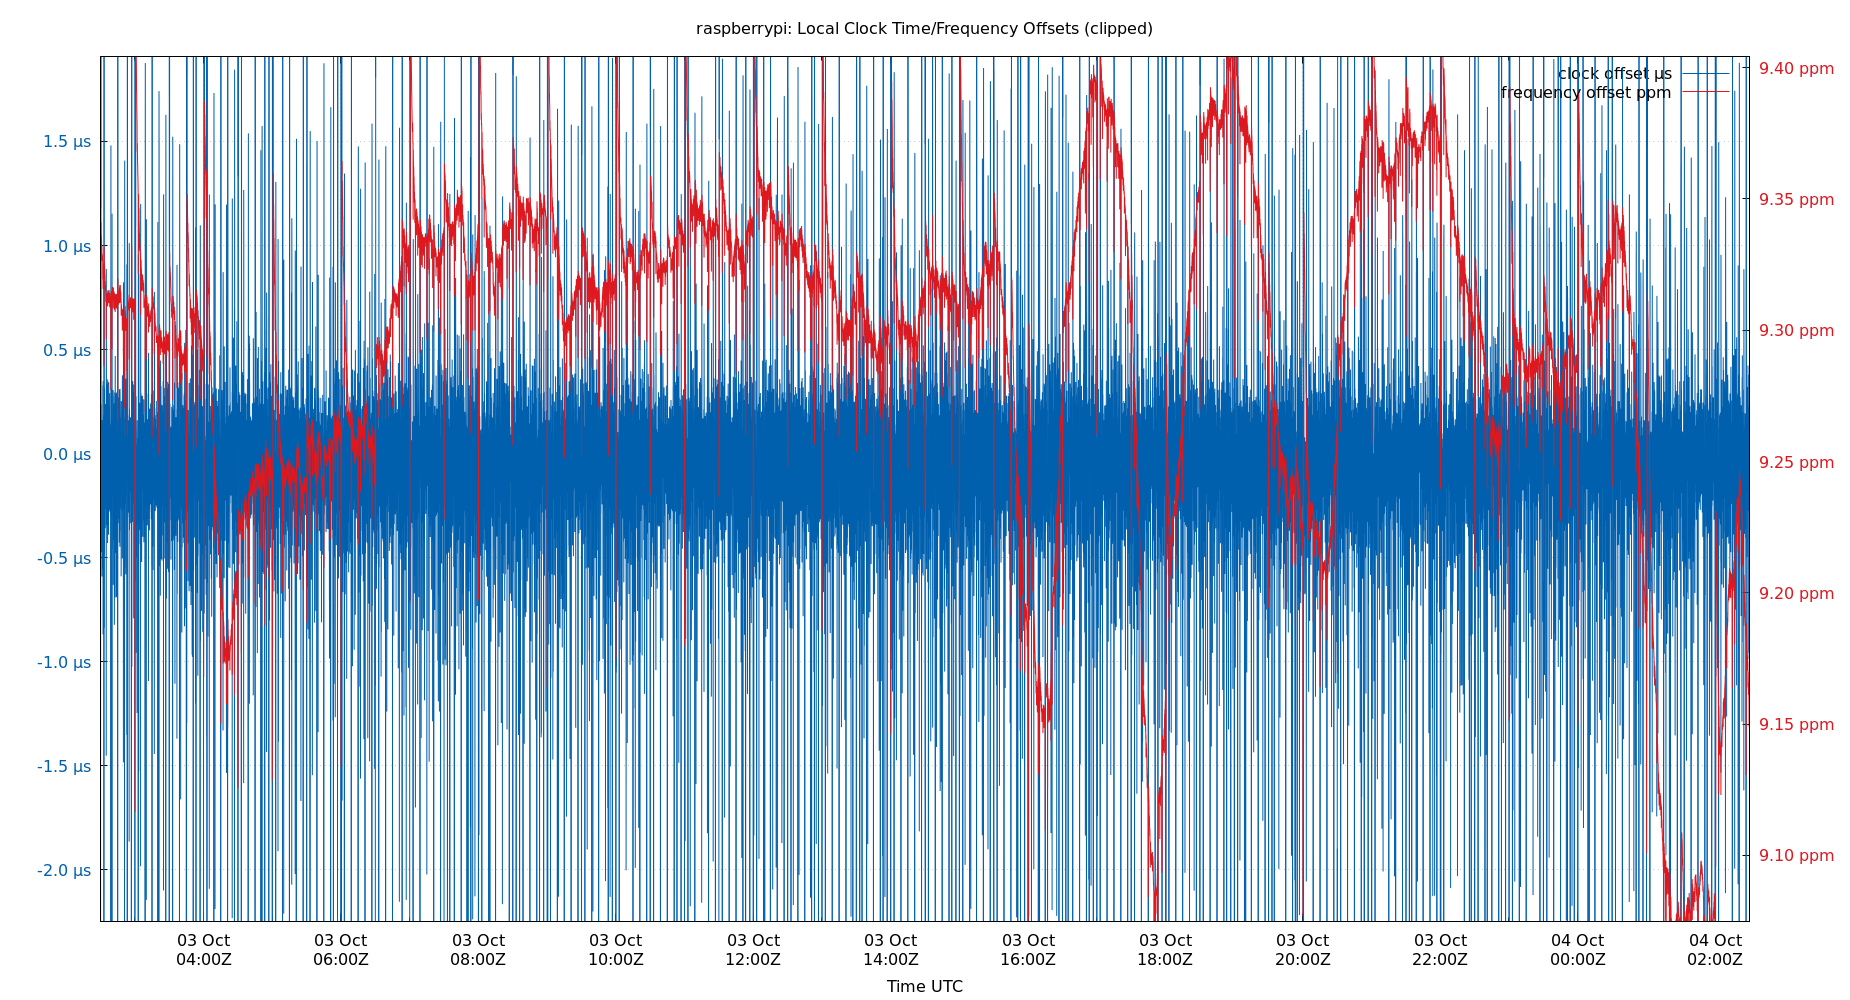 raspberrypi: Local Clock Time/Frequency Offsets (clipped)
clock offset µs
frequency offset ppm
1.5 µs
1.0 µs
0.5 µs
0.0 µs
-0.5 µs
-1.0 µs
-1.5 µs
-2.0 µs
9.40 ppm
9.35 ppm
9.30 ppm
9.25 ppm
9.20 ppm
9.15 ppm
9.10 ppm
03 Oct 03 Oct 03 Oct 03 Oct 03 Oct 03 Oct 03 Oct 03 Oct 03 Oct 03 Oct 04 Oct 04 Oct
04:00Z 06:00Z 08:00Z 10:00Z 12:00Z 14:00Z 16:00Z 18:00Z 20:00Z 22:00Z 00:00Z 02:00Z
Time UTC